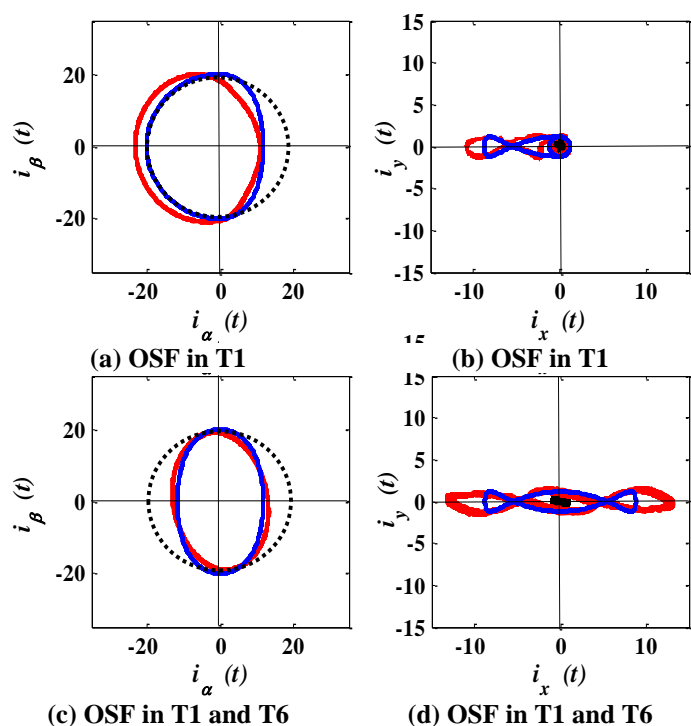 20
0
-20
i_β (t)
-20 0 20
i_α (t)
(a) OSF in T1
15
10
5
0
-5
-10
-15
i_y (t)
-10 0 10
i_x (t)
(b) OSF in T1
20
0
-20
i_β (t)
-20 0 20
i_α (t)
(c) OSF in T1 and T6
15
15
10
5
0
-5
-10
-15
i_y (t)
-10 0 10
i_x (t)
(d) OSF in T1 and T6